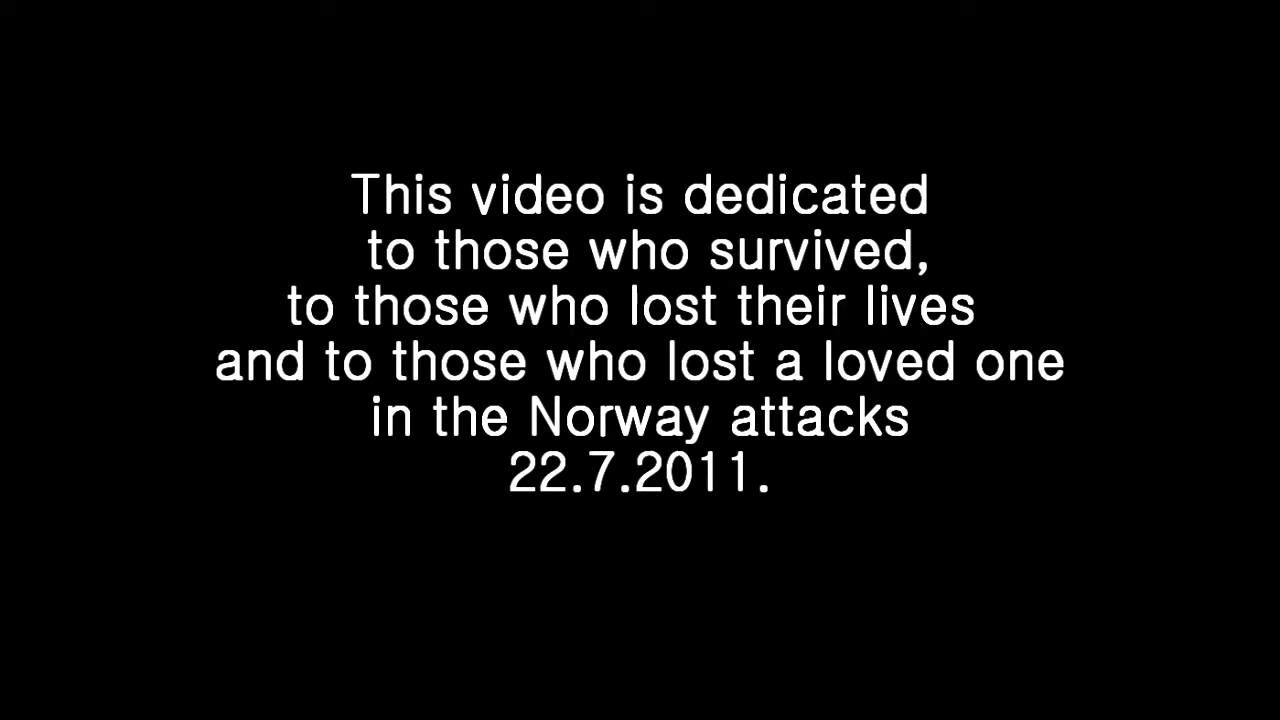 This video is dedicated
to those who survived,
to those who lost their lives
and to those who lost a loved one
in the Norway attacks
22.7.2011.